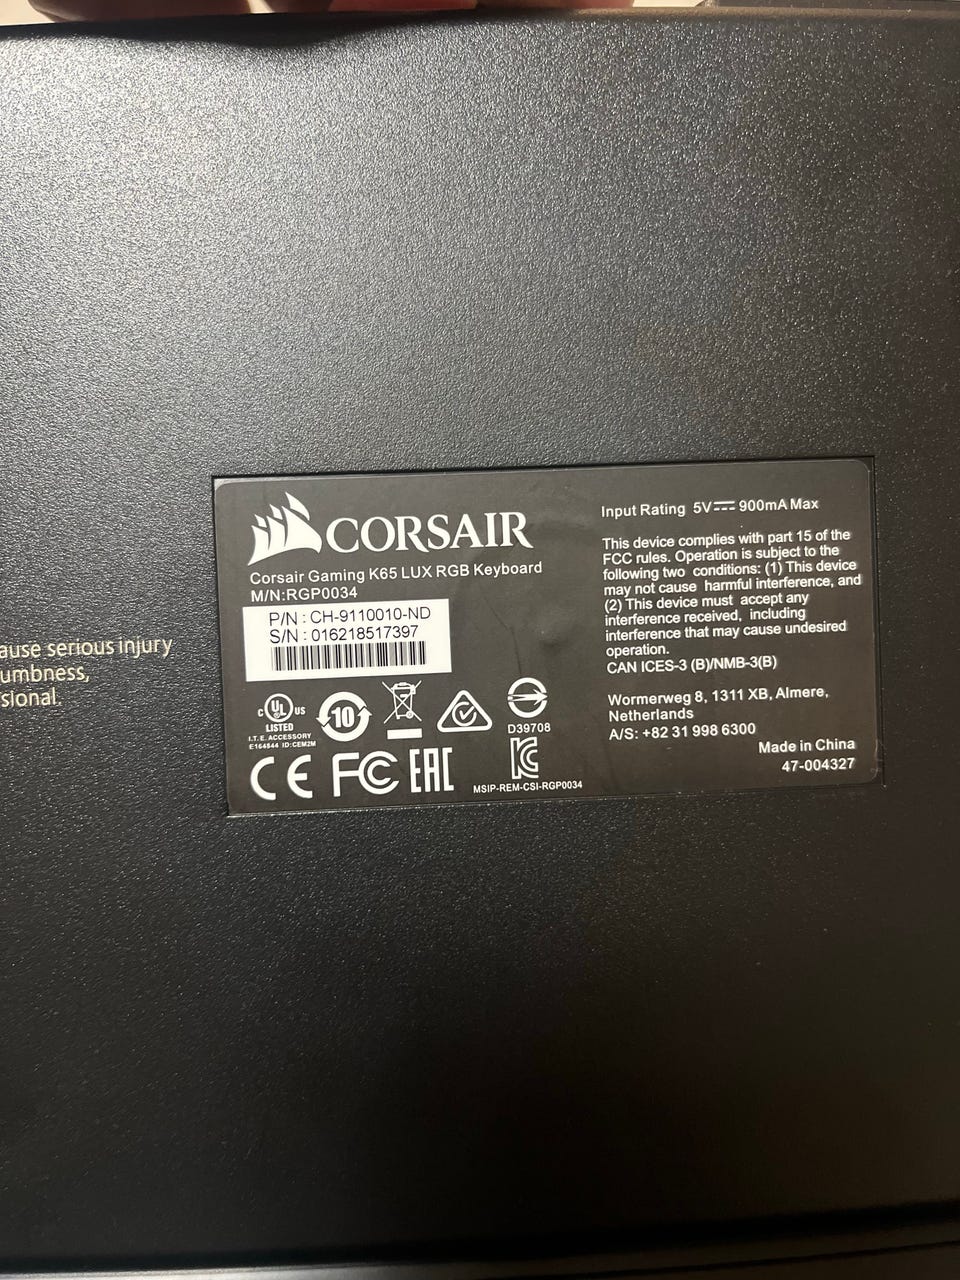 ause serious injury
umbness,
sional.
CORSAIR
Corsair Gaming K65 LUX RGB Keyboard
M/N:RGP0034
P/N : CH-9110010-ND
S/N : 016218517397
C UL US
LISTED
I.T.E. ACCESSORY
E164844 ID:CEM2M
10
D39708
CE FC EAC
MSIP-REM-CSI-RGP0034
Input Rating 5V⎓900mA Max
This device complies with part 15 of the
FCC rules. Operation is subject to the
following two conditions: (1) This device
may not cause harmful interference, and
(2) This device must accept any
interference received, including
interference that may cause undesired
operation.
CAN ICES-3 (B)/NMB-3(B)
Wormerweg 8, 1311 XB, Almere,
Netherlands
A/S: +82 31 998 6300
Made in China
47-004327